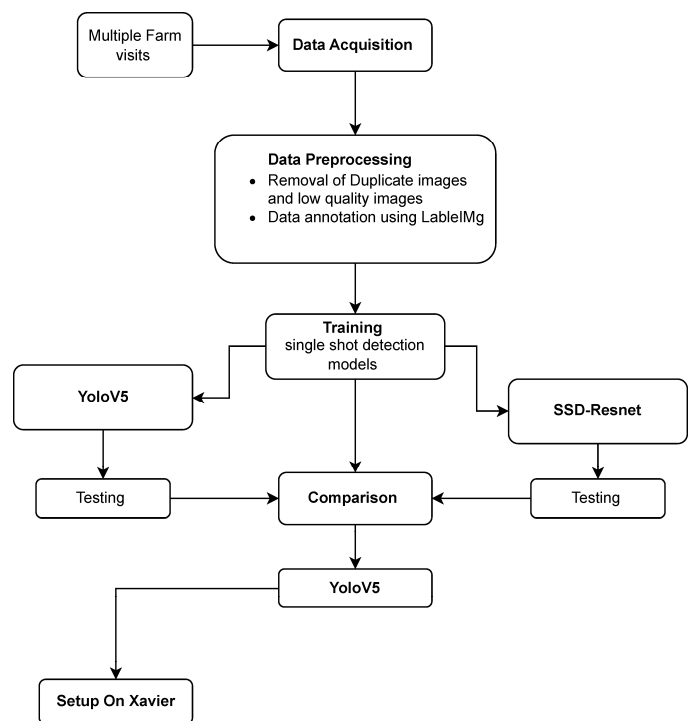 Multiple Farm
visits
Data Acquisition
Data Preprocessing
• Removal of Duplicate images
and low quality images
• Data annotation using LableIMg
Training
single shot detection
models
YoloV5
SSD-Resnet
Testing
Comparison
Testing
YoloV5
Setup On Xavier